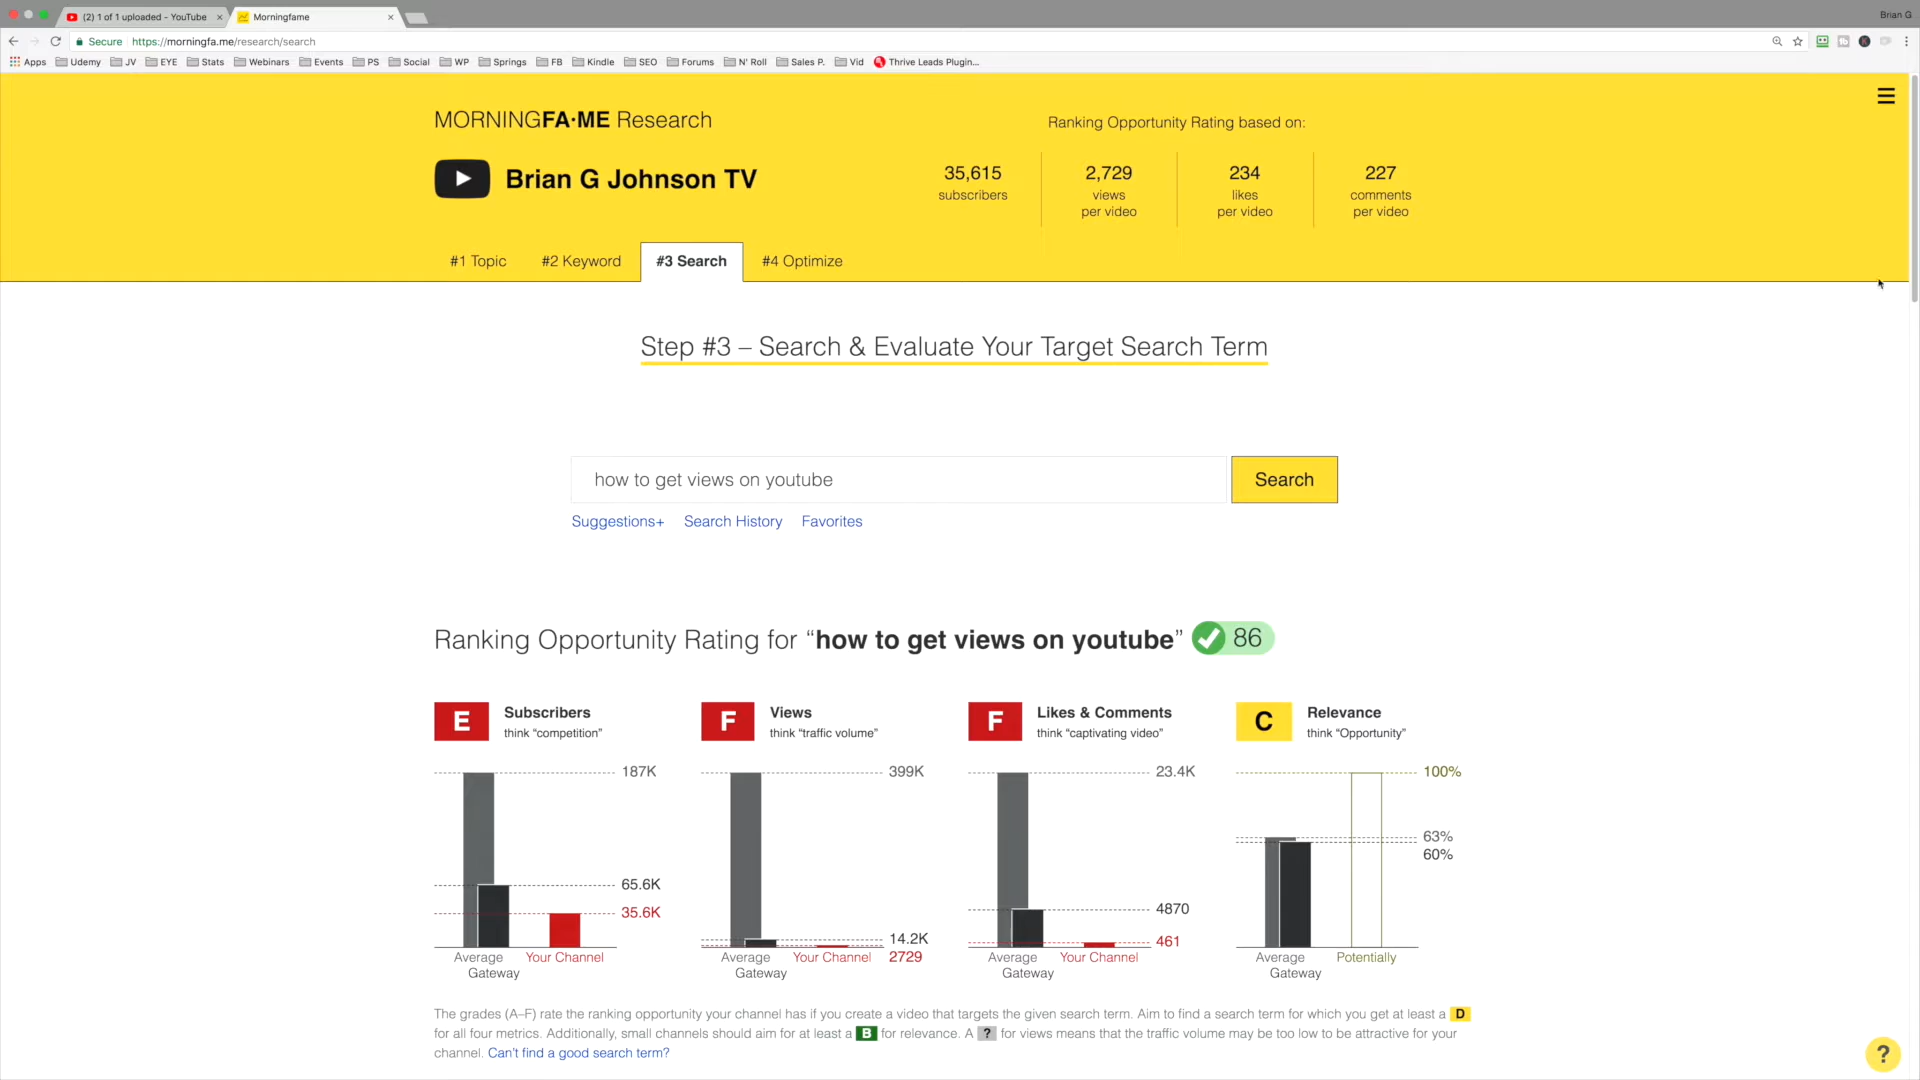 (2) 1 of 1 uploaded - YouTube
Morningfame
Brian G
Secure
https://morningfa.me/research/search
Apps Udemy JV EYE Stats Webinars Events PS Social WP Springs FB Kindle SEO Forums N' Roll Sales P. Vid Thrive Leads Plugin...
MORNINGFA·ME Research
Ranking Opportunity Rating based on:
Brian G Johnson TV
35,615 2,729 234 227
subscribers views likes comments
per video per video per video
#1 Topic #2 Keyword #3 Search #4 Optimize
Step #3 – Search & Evaluate Your Target Search Term
how to get views on youtube
Search
Suggestions+ Search History Favorites
Ranking Opportunity Rating for “how to get views on youtube” 86
E Subscribers
think “competition”
187K
65.6K
35.6K
Average Your Channel
Gateway
F Views
think “traffic volume”
399K
14.2K
2729
Average Your Channel
Gateway
F Likes & Comments
think “captivating video”
23.4K
4870
461
Average Your Channel
Gateway
C Relevance
think “Opportunity”
100%
63%
60%
Average Potentially
Gateway
The grades (A–F) rate the ranking opportunity your channel has if you create a video that targets the given search term. Aim to find a search term for which you get at least a D
for all four metrics. Additionally, small channels should aim for at least a B for relevance. A ? for views means that the traffic volume may be too low to be attractive for your
channel. Can't find a good search term?
?